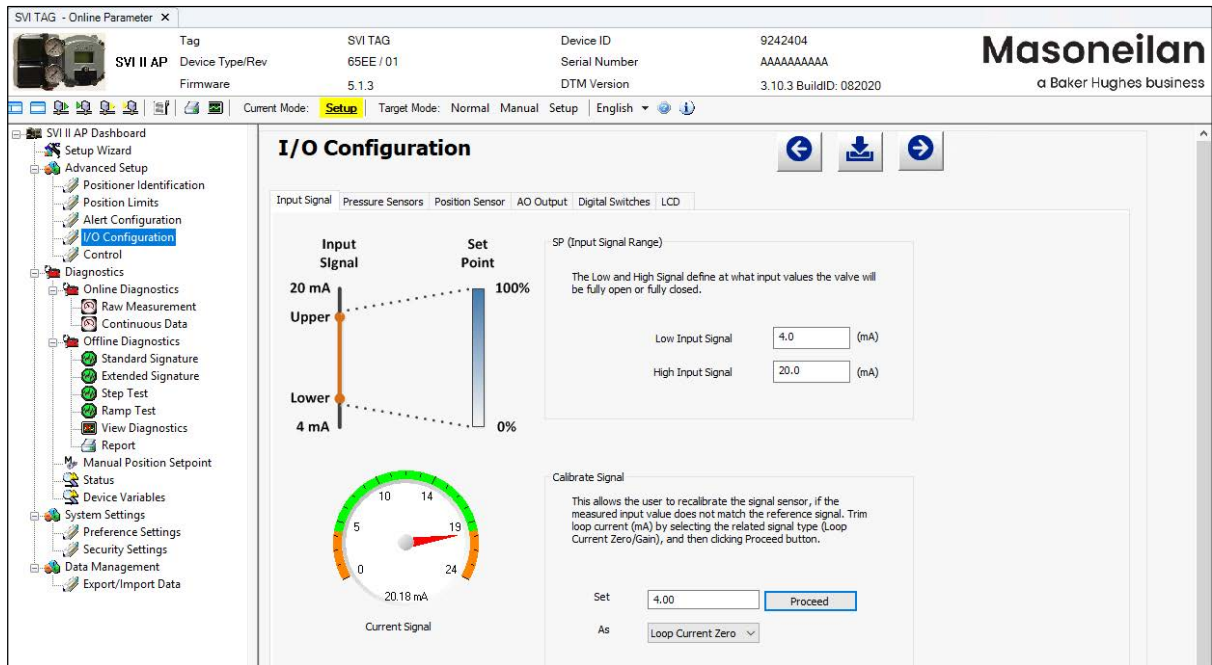 SVI TAG - Online Parameter X
SVI II AP
Tag SVI TAG Device ID 9242404
Device Type/Rev 65EE / 01 Serial Number AAAAAAAAAA
Firmware 5.1.3 DTM Version 3.10.3 BuildID: 082020
Masoneilan
a Baker Hughes business
Current Mode: Setup Target Mode: Normal Manual Setup English
SVI II AP Dashboard
Setup Wizard
Advanced Setup
Positioner Identification
Position Limits
Alert Configuration
I/O Configuration
Control
Diagnostics
Online Diagnostics
Raw Measurement
Continuous Data
Offline Diagnostics
Standard Signature
Extended Signature
Step Test
Ramp Test
View Diagnostics
Report
Manual Position Setpoint
Status
Device Variables
System Settings
Preference Settings
Security Settings
Data Management
Export/Import Data
I/O Configuration
Input Signal Pressure Sensors Position Sensor AO Output Digital Switches LCD
Input Set
SIgnal Point
20 mA 100%
Upper
Lower
4 mA 0%
SP (Input Signal Range)
The Low and High Signal define at what input values the valve will
be fully open or fully closed.
Low Input Signal 4.0 (mA)
High Input Signal 20.0 (mA)
0 5 10 14 19 24
20.18 mA
Current Signal
Calibrate Signal
This allows the user to recalibrate the signal sensor, if the
measured input value does not match the reference signal. Trim
loop current (mA) by selecting the related signal type (Loop
Current Zero/Gain), and then clicking Proceed button.
Set 4.00 Proceed
As Loop Current Zero